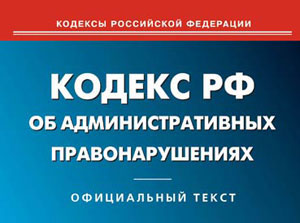 КОДЕКСЫ РОССИЙСКОЙ ФЕДЕРАЦИИ
КОДЕКС РФ
ОБ АДМИНИСТРАТИВНЫХ
ПРАВОНАРУШЕНИЯХ
ОФИЦИАЛЬНЫЙ ТЕКСТ